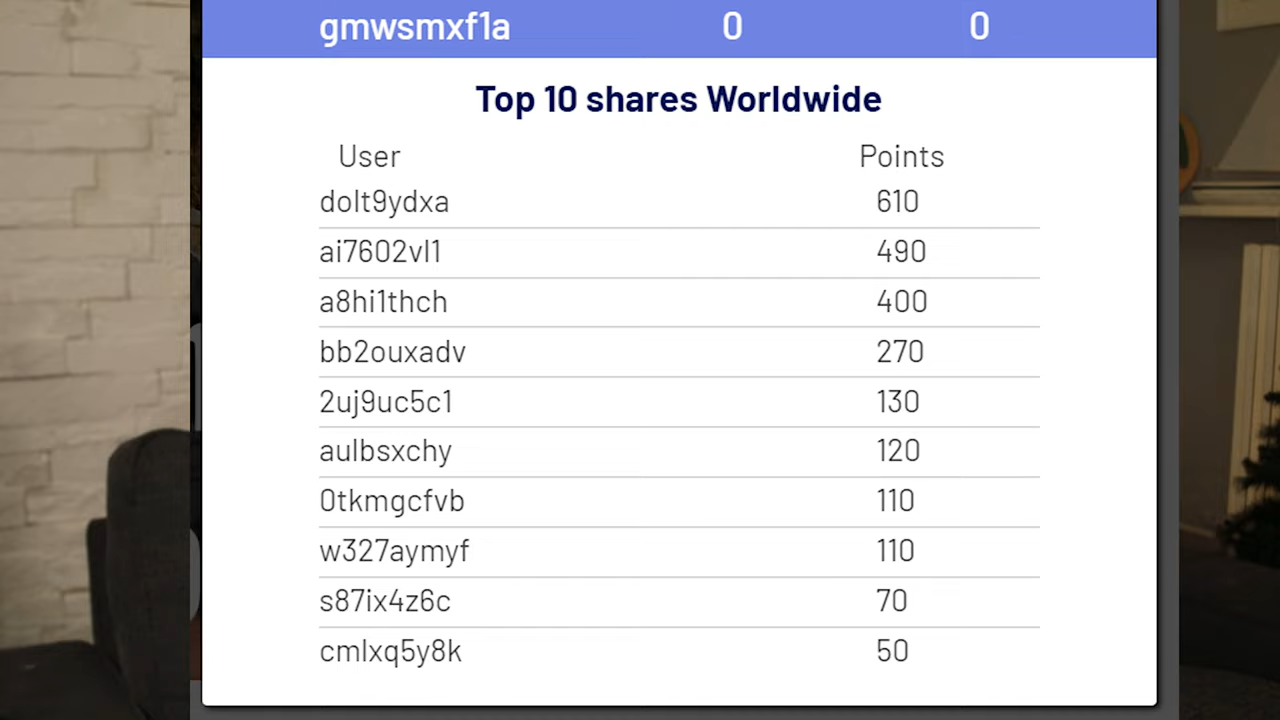 gmwsmxf1a 0 0
Top 10 shares Worldwide
User Points
dolt9ydxa 610
ai7602vl1 490
a8hi1thch 400
bb2ouxadv 270
2uj9uc5c1 130
aulbsxchy 120
0tkmgcfvb 110
w327aymyf 110
s87ix4z6c 70
cmlxq5y8k 50